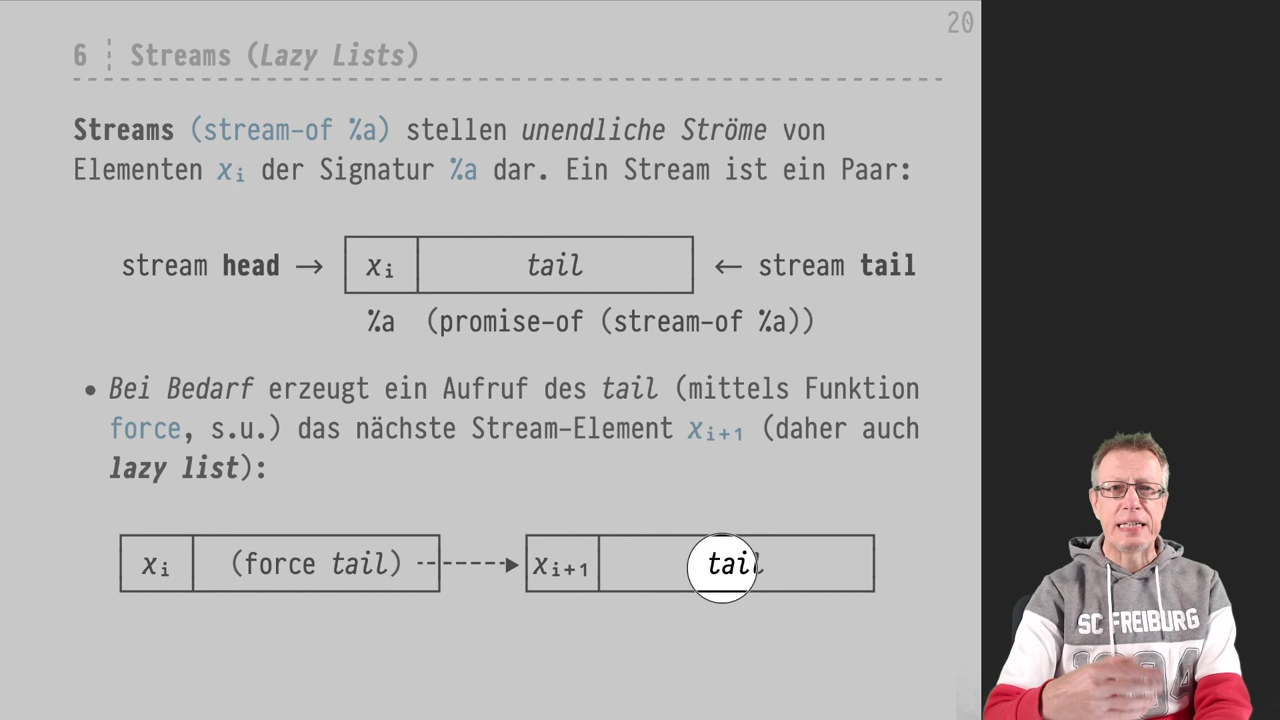 20
6 Streams (Lazy Lists)
Streams (stream-of %a) stellen unendliche Ströme von
Elementen xᵢ der Signatur %a dar. Ein Stream ist ein Paar:
stream head → xᵢ tail ← stream tail
%a (promise-of (stream-of %a))
• Bei Bedarf erzeugt ein Aufruf des tail (mittels Funktion
force, s.u.) das nächste Stream-Element xᵢ₊₁ (daher auch
lazy list):
xᵢ (force tail) xᵢ₊₁ tail
SC FREIBURG